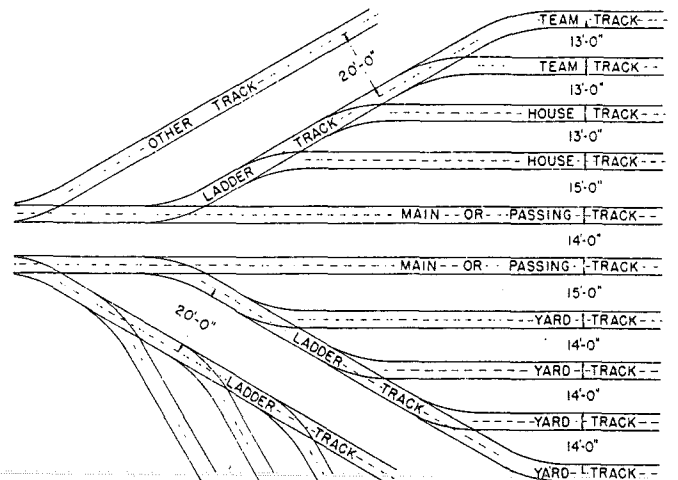 TEAM TRACK
13'-0"
TEAM TRACK
13'-0"
HOUSE TRACK
13'-0"
HOUSE TRACK
15'-0"
MAIN OR PASSING TRACK
14'-0"
MAIN OR PASSING TRACK
15'-0"
YARD TRACK
14'-0"
YARD TRACK
14'-0"
YARD TRACK
14'-0"
YARD TRACK
OTHER TRACK
20'-0"
LADDER TRACK
20'-0"
LADDER TRACK
LADDER TRACK